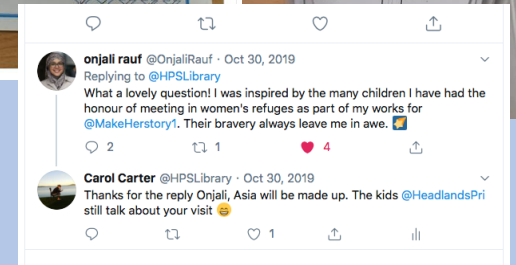 onjali rauf @OnjaliRauf · Oct 30, 2019
Replying to @HPSLibrary
What a lovely question! I was inspired by the many children I have had the
honour of meeting in women's refuges as part of my works for
@MakeHerstory1. Their bravery always leave me in awe.
2 1 4
Carol Carter @HPSLibrary · Oct 30, 2019
Thanks for the reply Onjali, Asia will be made up. The kids @HeadlandsPri
still talk about your visit 😁
1